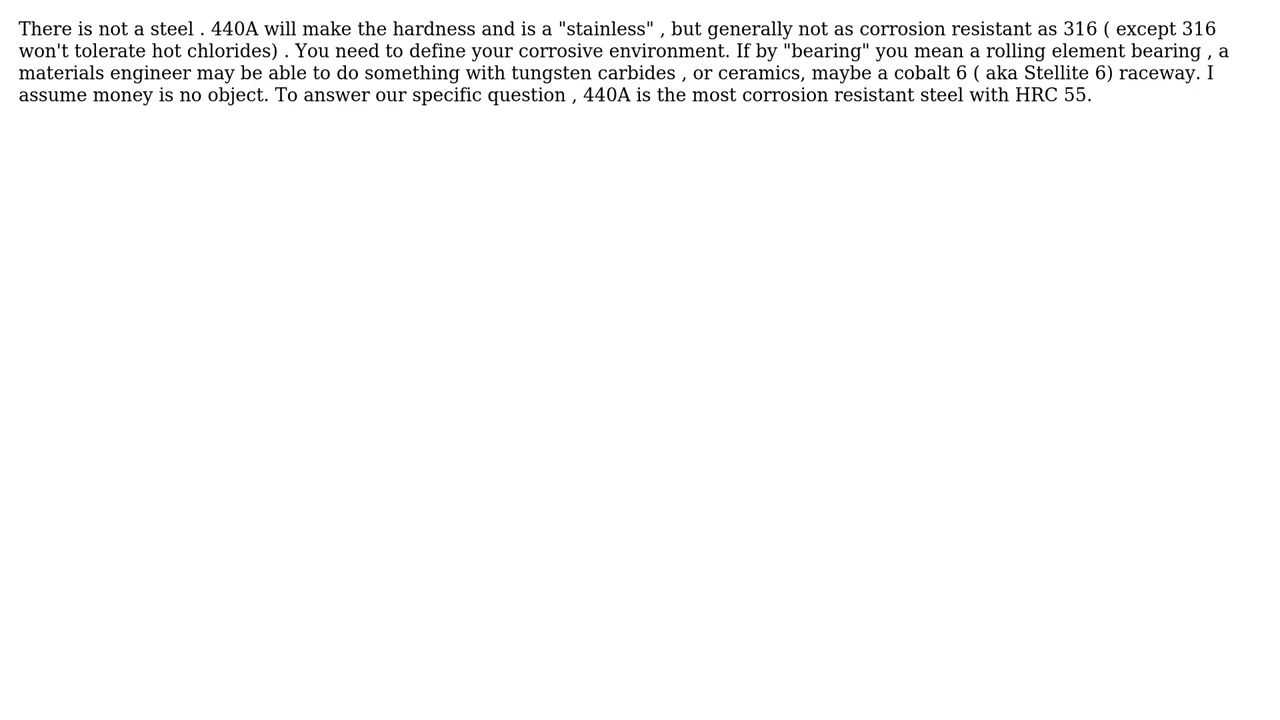 There is not a steel . 440A will make the hardness and is a "stainless" , but generally not as corrosion resistant as 316 ( except 316
won't tolerate hot chlorides) . You need to define your corrosive environment. If by "bearing" you mean a rolling element bearing , a
materials engineer may be able to do something with tungsten carbides , or ceramics, maybe a cobalt 6 ( aka Stellite 6) raceway. I
assume money is no object. To answer our specific question , 440A is the most corrosion resistant steel with HRC 55.